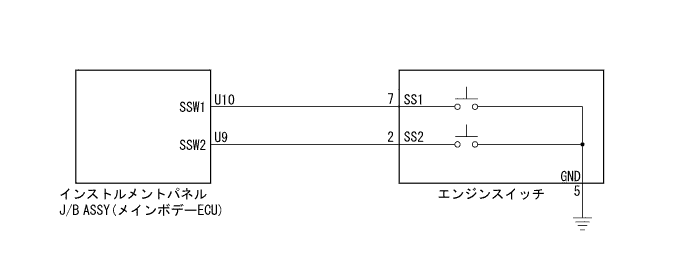 SSW1 U10 7 SS1
SSW2 U9 2 SS2
GND
5
インストルメントパネル
J/B ASSY(メインボデーECU)
エンジンスイッチ